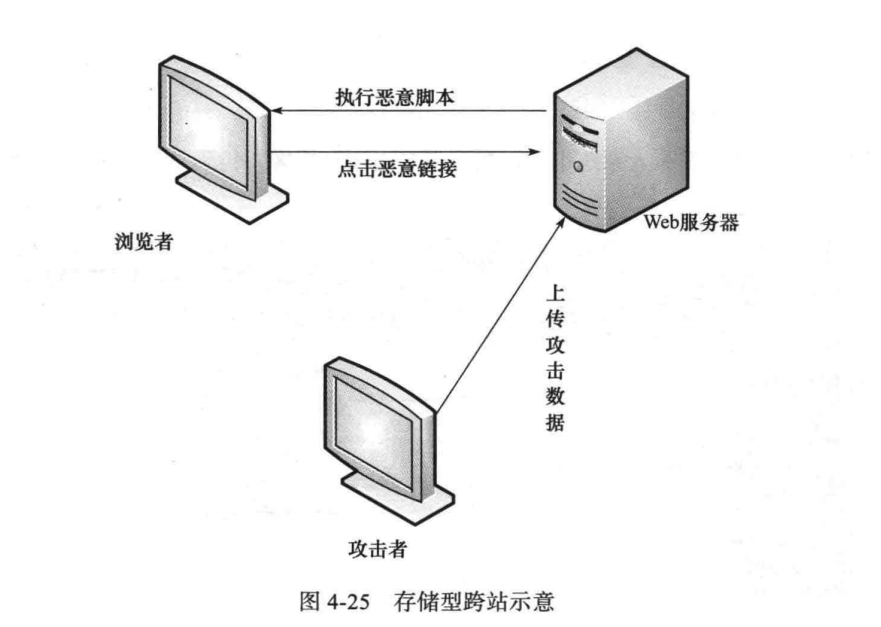 执行恶意脚本
点击恶意链接
浏览者
Web服务器
上传攻击数据
攻击者
图 4-25 存储型跨站示意